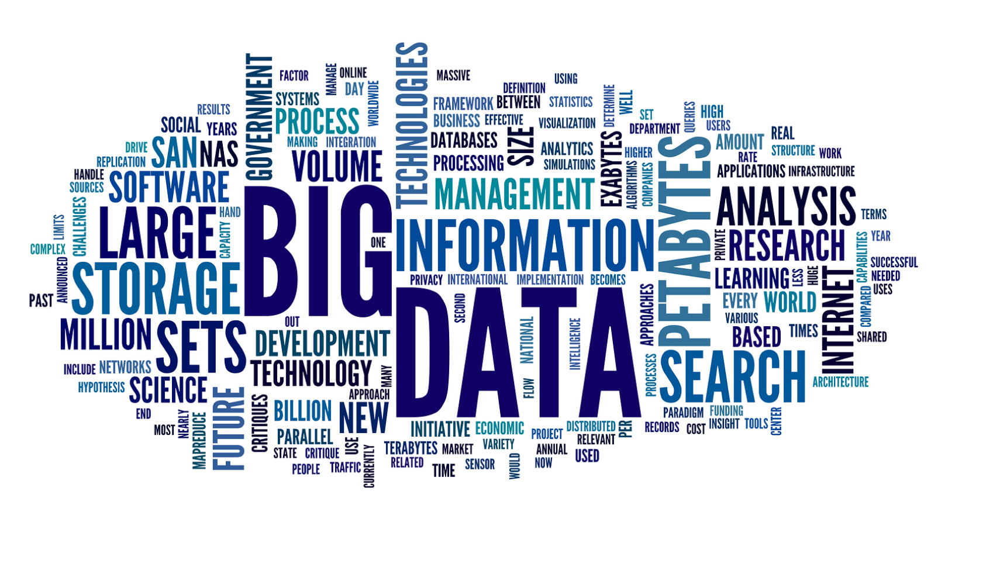 GOVERNMENT
FACTOR
MANAGE
ONLINE
DAY
WORLDWIDE
SYSTEMS
PROCESS
MAKING
INTEGRATION
VOLUME
TECHNOLOGIES
MASSIVE
USING
DEFINITION
FRAMEWORK
BETWEEN
STATISTICS
BUSINESS
EFFECTIVE
VISUALIZATION
DATABASES
SIZE
ANALYTICS
PROCESSING
SIMULATIONS
MANAGEMENT
DETERMINE
WELL
SET
DEPARTMENT
QUERIES
HIGH
USERS
EXABYTES
HIGHER
ALGORITHMS
COMPANIES
PETABYTES
AMOUNT
REAL
STRUCTURE
WORK
RATE
APPLICATIONS
INFRASTRUCTURE
RESULTS
SOCIAL
YEARS
DRIVE
SAN
NAS
REPLICATION
HANDLE
SOURCES
SOFTWARE
CHALLENGES
LARGE
HAND
CAPACITY
LIMITS
COMPLEX
ANNOUNCED
PAST
STORAGE
BIG
ONE
INFORMATION
PRIVACY
INTERNATIONAL
IMPLEMENTATION
BECOMES
DATA
SECOND
NATIONAL
FLOW
INTELLIGENCE
APPROACHES
PROCESSES
ANALYSIS
TERMS
PRIVATE
RESEARCH
YEAR
CAPABILITIES
SUCCESSFUL
NEEDED
USES
LEARNING
LESS
HUGE
INTERNET
COMPARED
SHARED
EVERY
WORLD
VARIOUS
BASED
TIMES
SEARCH
ARCHITECTURE
MILLION
SETS
OUT
DEVELOPMENT
TECHNOLOGY
MANY
INCLUDE
NETWORKS
HYPOTHESIS
SCIENCE
END
MOST
NEARLY
MAPREDUCE
FUTURE
CRITIQUES
APPROACH
BILLION
NEW
PARALLEL
STATE
CRITIQUE
USE
PEOPLE
TRAFFIC
CURRENTLY
INITIATIVE
ECONOMIC
TERABYTES
MARKET
VARIETY
RELATED
TIME
SENSOR
WOULD
PROJECT
DISTRIBUTED
PER
RELEVANT
ANNUAL
NOW
USED
RECORDS
PARADIGM
FUNDING
COST
INSIGHT
TOOLS
CENTER